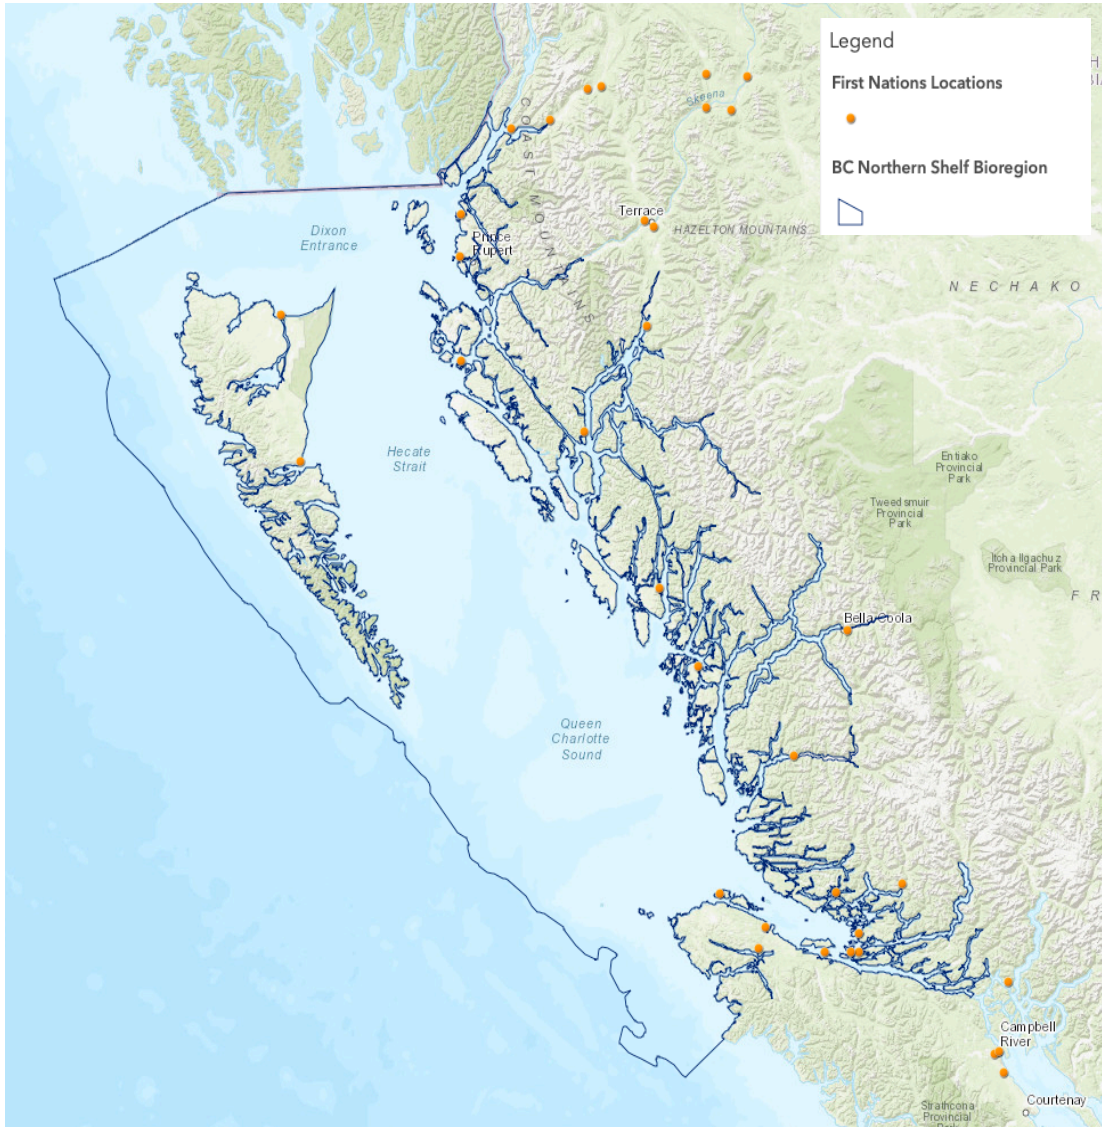 Legend
First Nations Locations
BC Northern Shelf Bioregion
COAST MOUNTAINS
Skeena
Terrace
HAZELTON MOUNTAINS
Dixon
Entrance
Prince
Rupert
NECHAKO
Hecate
Strait
Entiako
Provincial
Park
Tweedsmuir
Provincial
Park
Itcha Ilgachuz
Provincial Park
FR
Bella Coola
Queen
Charlotte
Sound
Campbell
River
Courtenay
Strathcona
Provincial